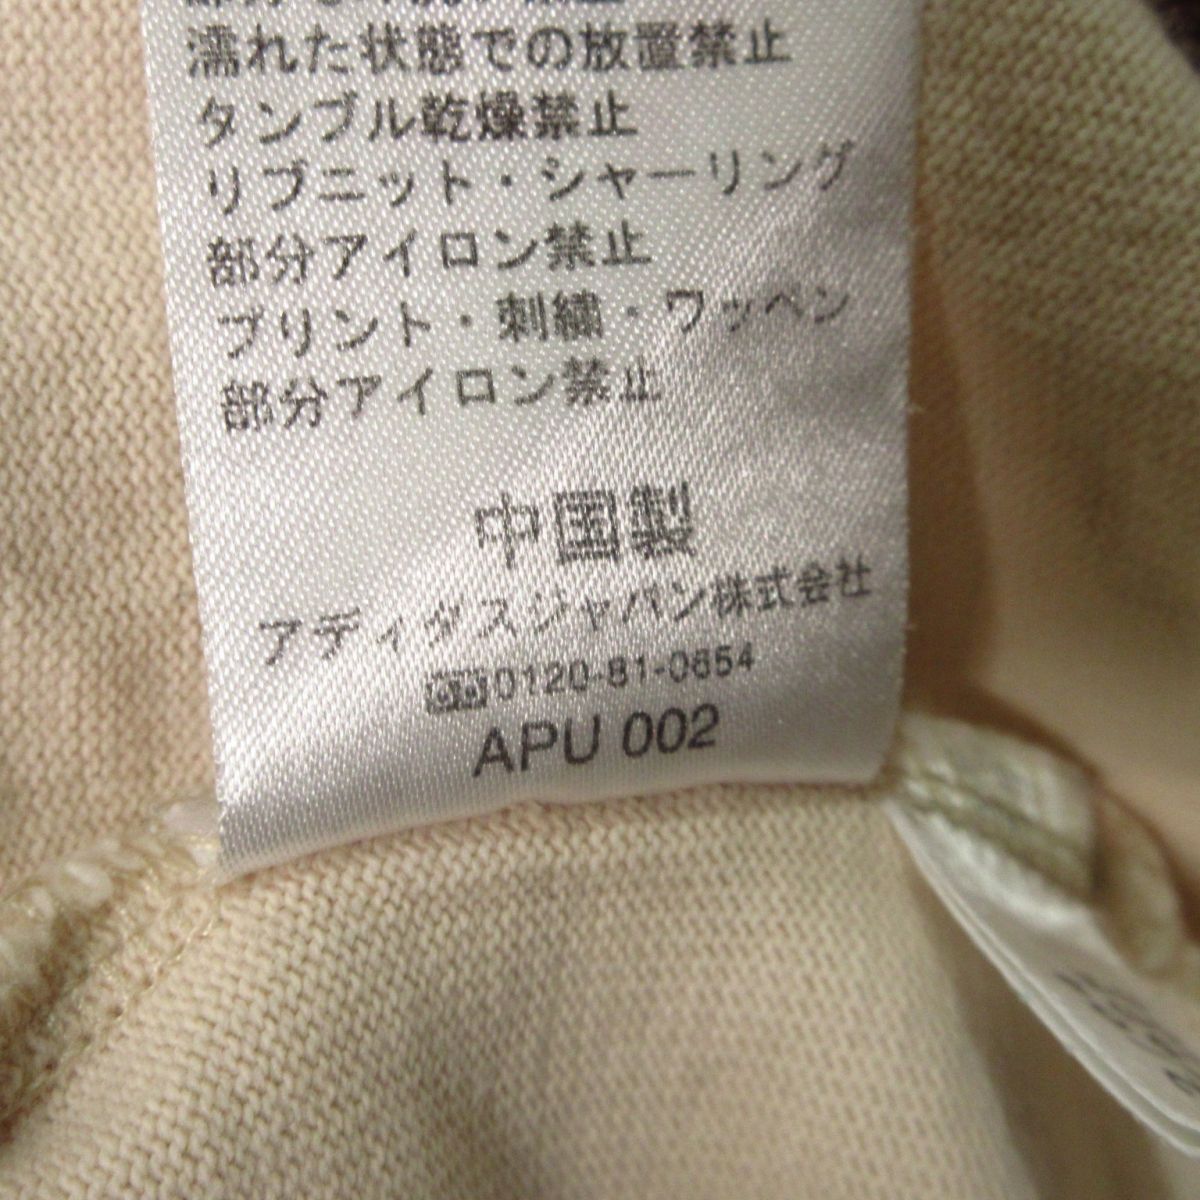 濡れた状態での放置禁止
タンブル乾燥禁止
リブニット・シャーリング
部分アイロン禁止
プリント・刺繍・ワッペン
部分アイロン禁止
中国製
アディダスジャパン株式会社
0120-81-0654
APU 002